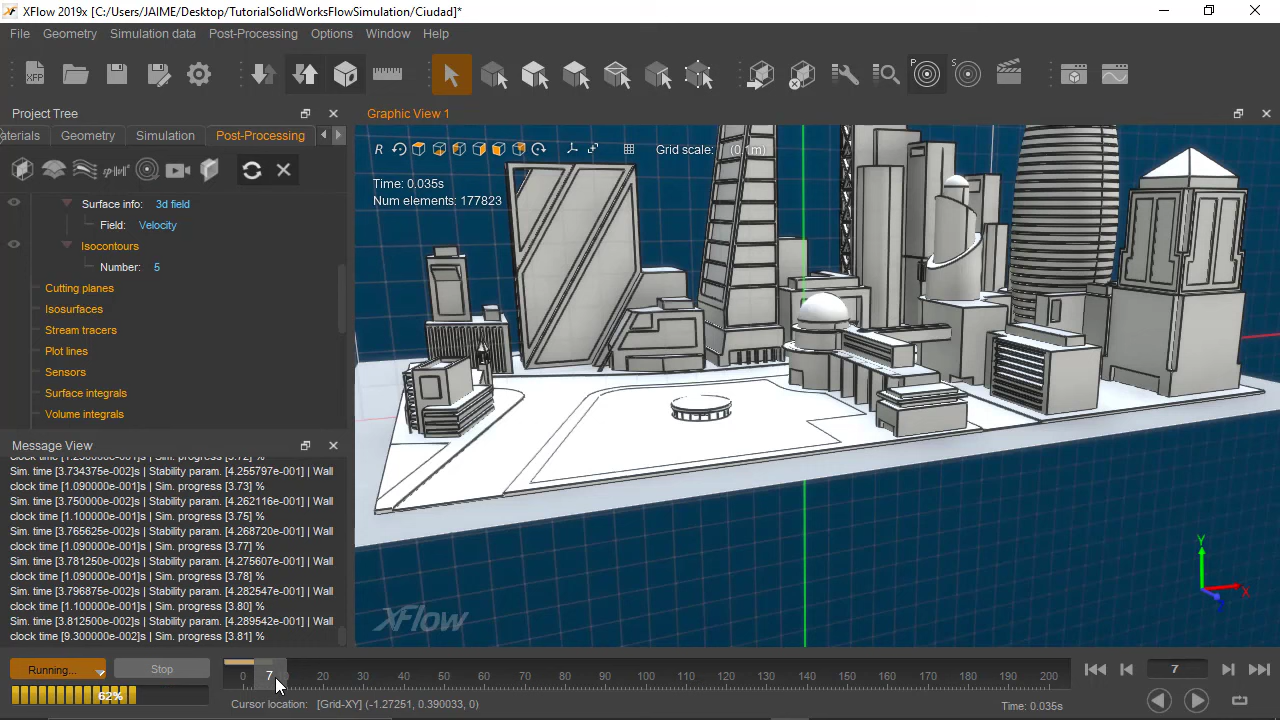 XFlow 2019x [C:/Users/JAIME/Desktop/TutorialSolidWorksFlowSimulation/Ciudad]*
File Geometry Simulation data Post-Processing Options Window Help
XFP
P
S
Project Tree
aterials Geometry Simulation Post-Processing
Surface info: 3d field
Field: Velocity
Isocontours
Number: 5
Cutting planes
Isosurfaces
Stream tracers
Plot lines
Sensors
Surface integrals
Volume integrals
Message View
clock time [1.250000e-001]s | Sim. progress [3.72] %
Sim. time [3.734375e-002]s | Stability param. [4.255797e-001] | Wall
clock time [1.090000e-001]s | Sim. progress [3.73] %
Sim. time [3.750000e-002]s | Stability param. [4.262116e-001] | Wall
clock time [1.100000e-001]s | Sim. progress [3.75] %
Sim. time [3.765625e-002]s | Stability param. [4.268720e-001] | Wall
clock time [1.090000e-001]s | Sim. progress [3.77] %
Sim. time [3.781250e-002]s | Stability param. [4.275607e-001] | Wall
clock time [1.090000e-001]s | Sim. progress [3.78] %
Sim. time [3.796875e-002]s | Stability param. [4.282547e-001] | Wall
clock time [1.100000e-001]s | Sim. progress [3.80] %
Sim. time [3.812500e-002]s | Stability param. [4.289542e-001] | Wall
clock time [9.300000e-002]s | Sim. progress [3.81] %
Graphic View 1
R
Grid scale: (0.1m)
Time: 0.035s
Num elements: 177823
XFlow
Y
X
Running...
Stop
62%
0 7 20 30 40 50 60 70 80 90 100 110 120 130 140 150 160 170 180 190 200
7
Cursor location: [Grid-XY] (-1.27251, 0.390033, 0)
Time: 0.035s